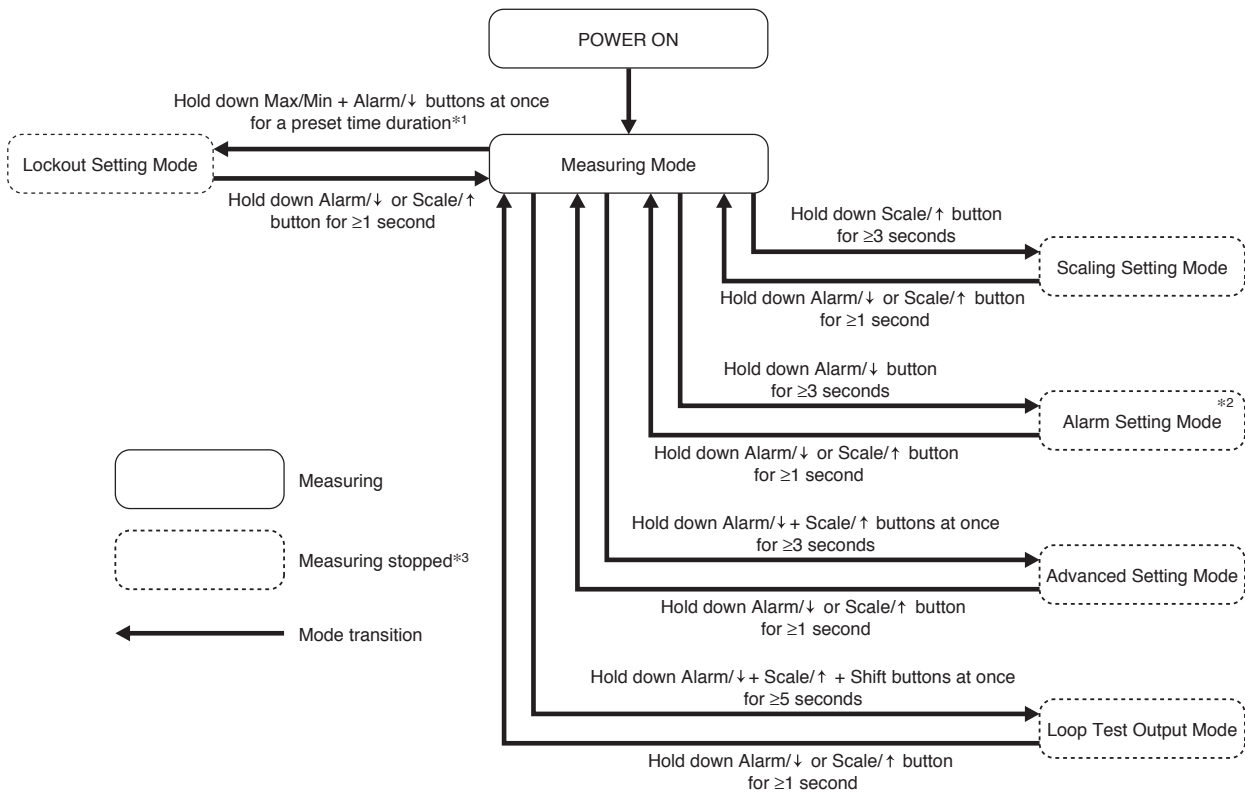 POWER ON
Hold down Max/Min + Alarm/↓ buttons at once
for a preset time duration*1
Lockout Setting Mode
Measuring Mode
Hold down Alarm/↓ or Scale/↑
button for ≥1 second
Hold down Scale/↑ button
for ≥3 seconds
Scaling Setting Mode
Hold down Alarm/↓ or Scale/↑ button
for ≥1 second
Hold down Alarm/↓ button
for ≥3 seconds
Alarm Setting Mode*2
Hold down Alarm/↓ or Scale/↑ button
for ≥1 second
Measuring
Hold down Alarm/↓+ Scale/↑ buttons at once
for ≥3 seconds
Measuring stopped*3
Advanced Setting Mode
Hold down Alarm/↓ or Scale/↑ button
for ≥1 second
Mode transition
Hold down Alarm/↓+ Scale/↑ + Shift buttons at once
for ≥5 seconds
Loop Test Output Mode
Hold down Alarm/↓ or Scale/↑ button
for ≥1 second